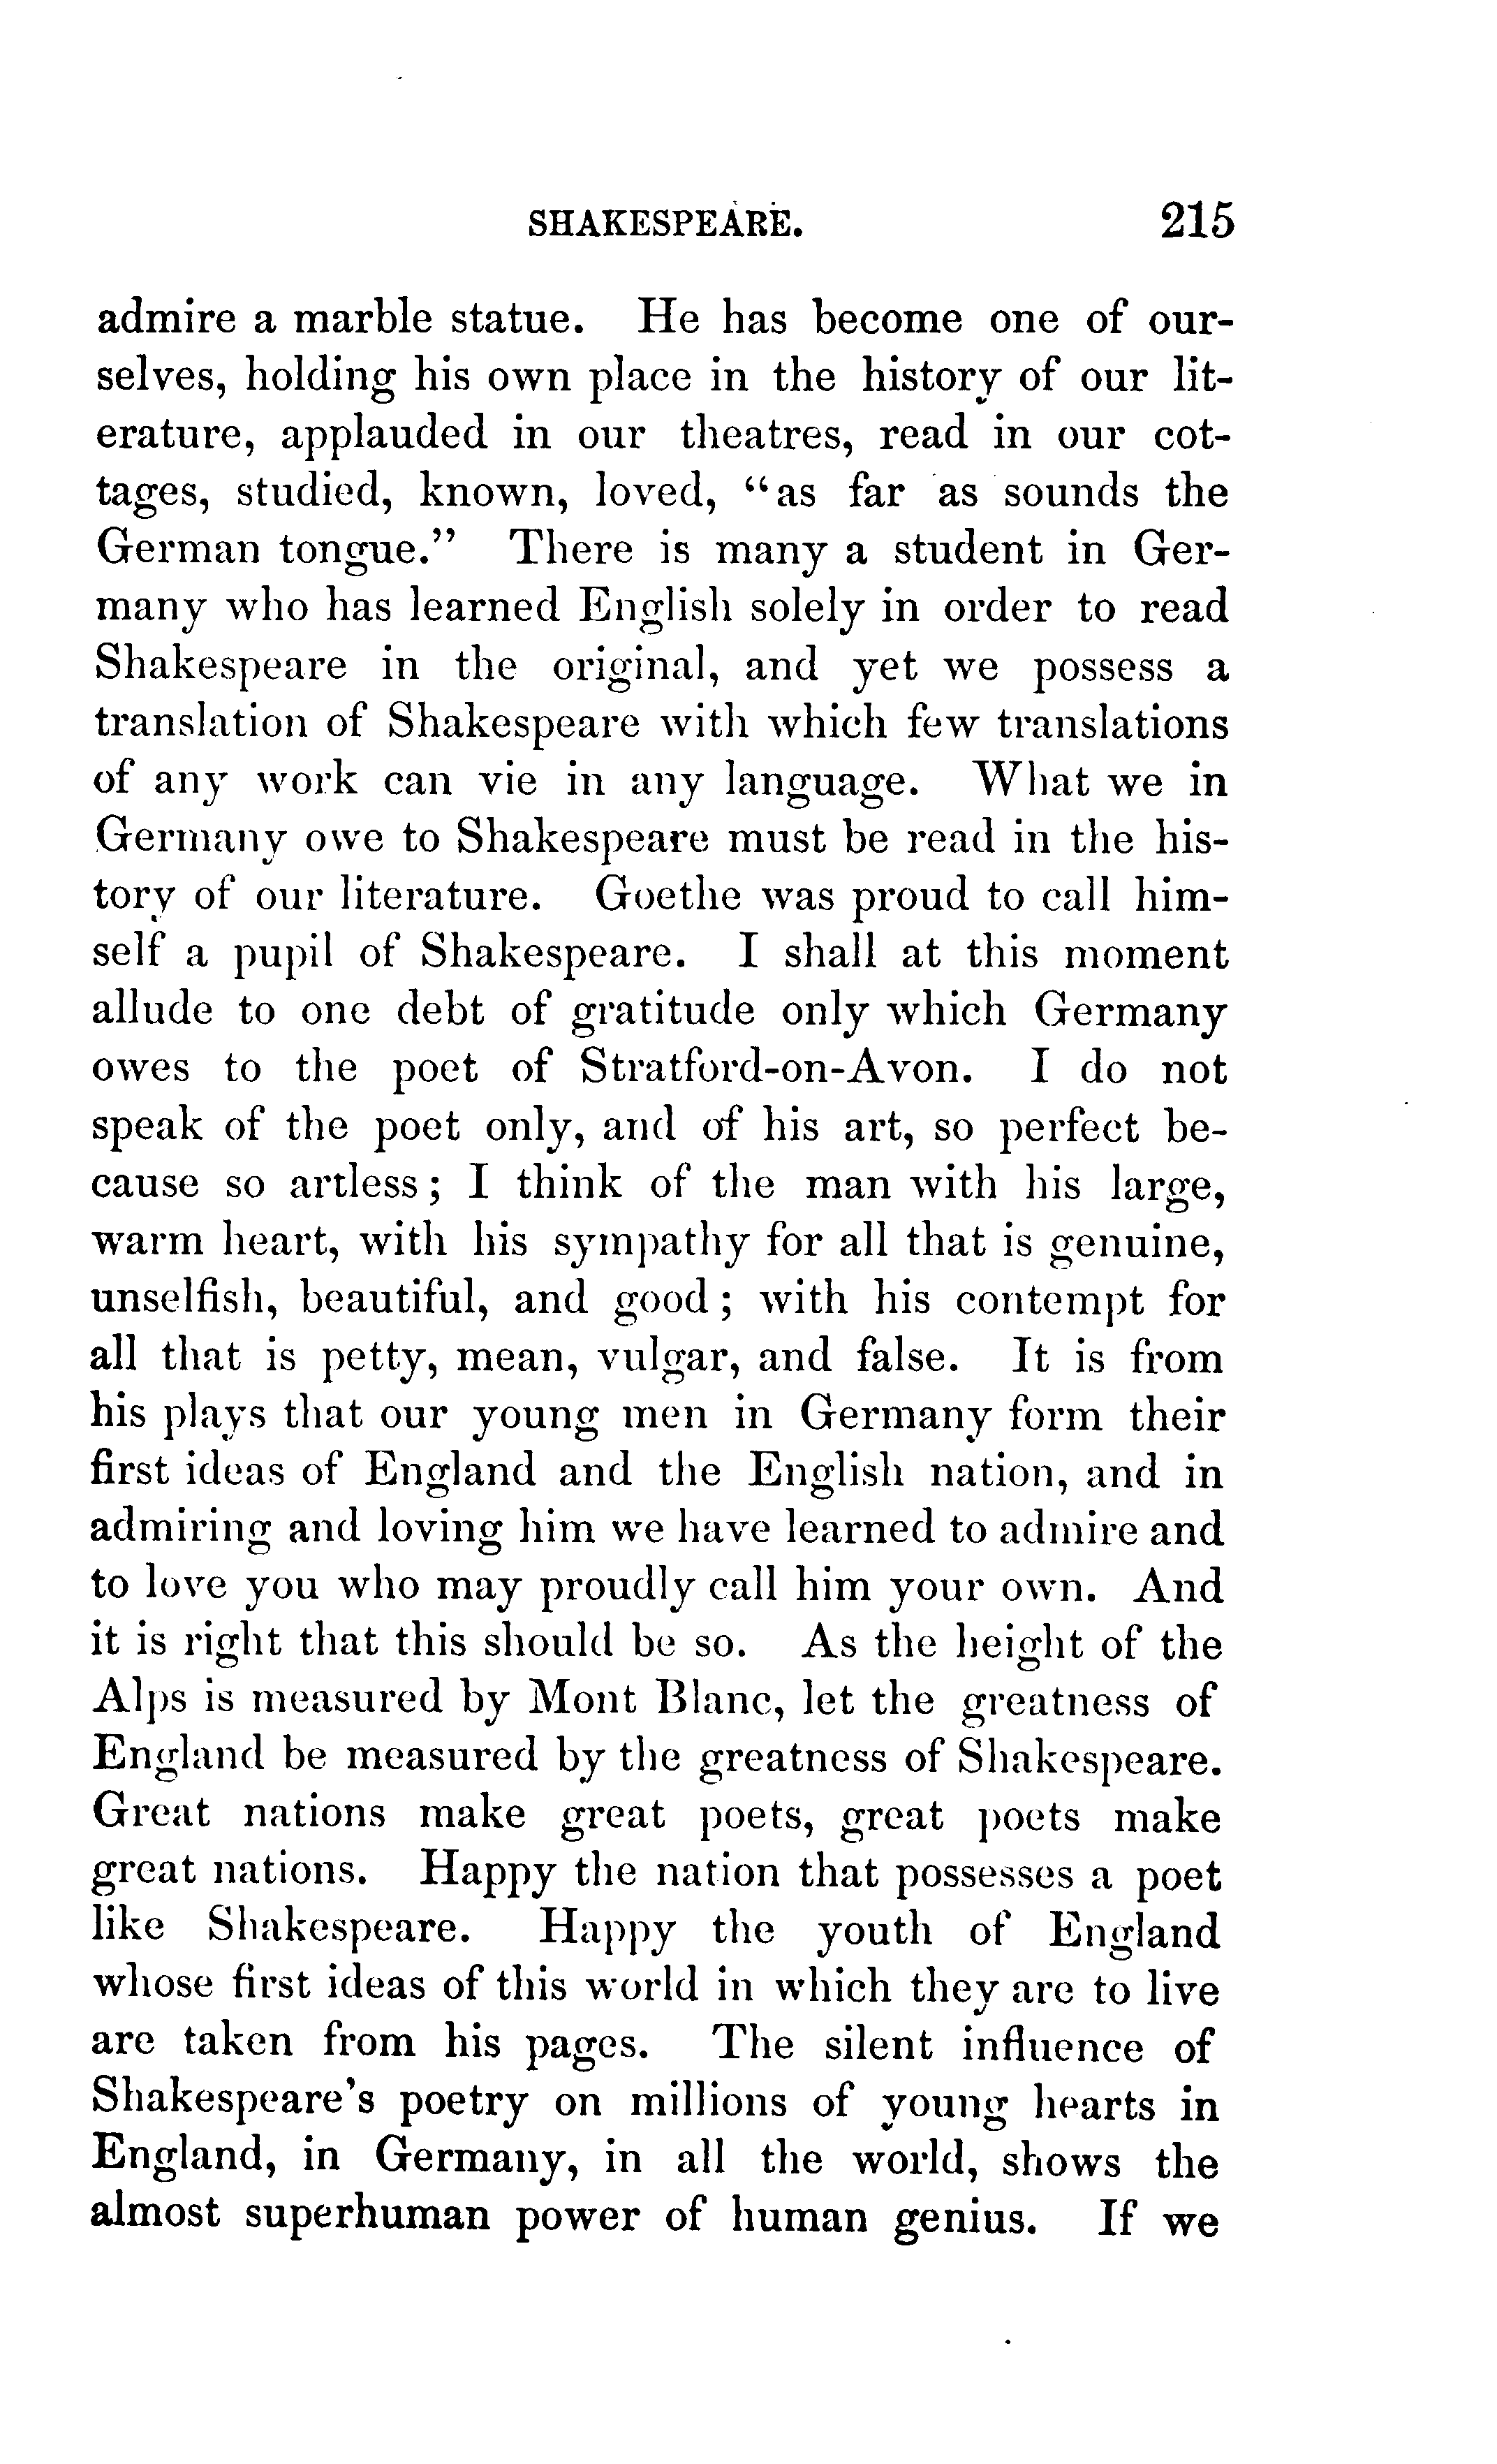 SHAKESPEARE. 215
admire a marble statue. He has become one of our-
selves, holding his own place in the history of our lit-
erature, applauded in our theatres, read in our cot-
tages, studied, known, loved, "as far as sounds the
German tongue." There is many a student in Ger-
many who has learned English solely in order to read
Shakespeare in the original, and yet we possess a
translation of Shakespeare with which few translations
of any work can vie in any language. What we in
Germany owe to Shakespeare must be read in the his-
tory of our literature. Goethe was proud to call him-
self a pupil of Shakespeare. I shall at this moment
allude to one debt of gratitude only which Germany
owes to the poet of Stratford-on-Avon. I do not
speak of the poet only, and of his art, so perfect be-
cause so artless; I think of the man with his large,
warm heart, with his sympathy for all that is genuine,
unselfish, beautiful, and good; with his contempt for
all that is petty, mean, vulgar, and false. It is from
his plays that our young men in Germany form their
first ideas of England and the English nation, and in
admiring and loving him we have learned to admire and
to love you who may proudly call him your own. And
it is right that this should be so. As the height of the
Alps is measured by Mont Blanc, let the greatness of
England be measured by the greatness of Shakespeare.
Great nations make great poets, great poets make
great nations. Happy the nation that possesses a poet
like Shakespeare. Happy the youth of England
whose first ideas of this world in which they are to live
are taken from his pages. The silent influence of
Shakespeare's poetry on millions of young hearts in
England, in Germany, in all the world, shows the
almost superhuman power of human genius. If we